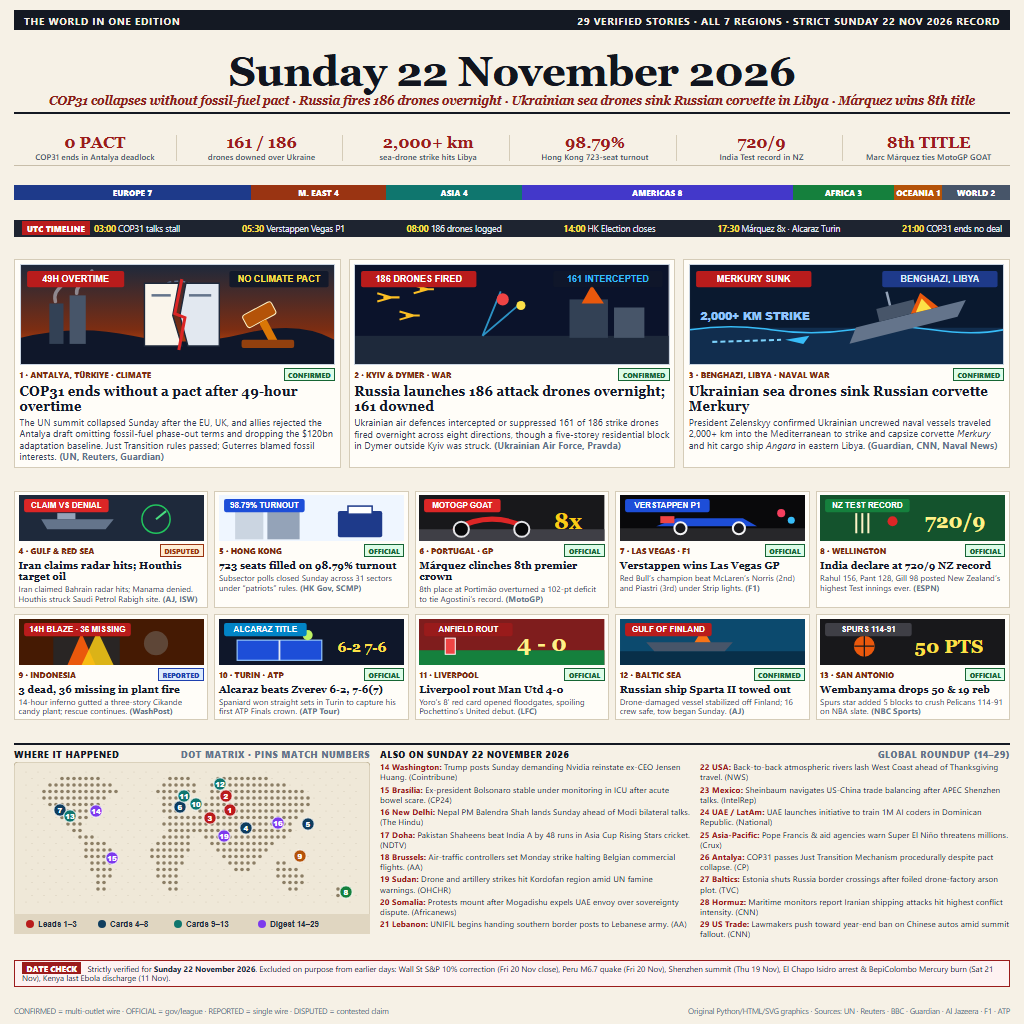 THE WORLD IN ONE EDITION
29 VERIFIED STORIES · ALL 7 REGIONS · STRICT SUNDAY 22 NOV 2026 RECORD
Sunday 22 November 2026
COP31 collapses without fossil-fuel pact · Russia fires 186 drones overnight · Ukrainian sea drones sink Russian corvette in Libya · Márquez wins 8th title
0 PACT
COP31 ends in Antalya deadlock
161 / 186
drones downed over Ukraine
2,000+ km
sea-drone strike hits Libya
98.79%
Hong Kong 723-seat turnout
720/9
India Test record in NZ
8th TITLE
Marc Márquez ties MotoGP GOAT
EUROPE 7
M. EAST 4
ASIA 4
AMERICAS 8
AFRICA 3
OCEANIA 1
WORLD 2
UTC TIMELINE
03:00 COP31 talks stall
05:30 Verstappen Vegas P1
08:00 186 drones logged
14:00 HK Election closes
17:30 Márquez 8x · Alcaraz Turin
21:00 COP31 ends no deal
49H OVERTIME
NO CLIMATE PACT
1 · ANTALYA, TÜRKIYE · CLIMATE
CONFIRMED
COP31 ends without a pact after 49-hour
overtime
The UN summit collapsed Sunday after the EU, UK, and allies rejected the
Antalya draft omitting fossil-fuel phase-out terms and dropping the $120bn
adaptation baseline. Just Transition rules passed; Guterres blamed fossil
interests. (UN, Reuters, Guardian)
186 DRONES FIRED
161 INTERCEPTED
2 · KYIV & DYMER · WAR
CONFIRMED
Russia launches 186 attack drones overnight;
161 downed
Ukrainian air defences intercepted or suppressed 161 of 186 strike drones
fired overnight across eight directions, though a five-storey residential block
in Dymer outside Kyiv was struck. (Ukrainian Air Force, Pravda)
MERKURY SUNK
BENGHAZI, LIBYA
2,000+ KM STRIKE
3 · BENGHAZI, LIBYA · NAVAL WAR
CONFIRMED
Ukrainian sea drones sink Russian corvette
Merkury
President Zelenskyy confirmed Ukrainian uncrewed naval vessels traveled
2,000+ km into the Mediterranean to strike and capsize corvette Merkury
and hit cargo ship Angara in eastern Libya. (Guardian, CNN, Naval News)
CLAIM VS DENIAL
4 · GULF & RED SEA
DISPUTED
Iran claims radar hits; Houthis
target oil
Iran claimed Bahrain radar hits; Manama denied.
Houthis struck Saudi Petrol Rabigh site. (AJ, ISW)
98.79% TURNOUT
5 · HONG KONG
OFFICIAL
723 seats filled on 98.79% turnout
Subsector polls closed Sunday across 31 sectors
under "patriots" rules. (HK Gov, SCMP)
MOTOGP GOAT
8x
6 · PORTUGAL · GP
OFFICIAL
Márquez clinches 8th premier
crown
8th place at Portimão overturned a 102-pt deficit
to tie Agostini's record. (MotoGP)
VERSTAPPEN P1
7 · LAS VEGAS · F1
OFFICIAL
Verstappen wins Las Vegas GP
Red Bull's champion beat McLaren's Norris (2nd)
and Piastri (3rd) under Strip lights. (F1)
NZ TEST RECORD
720/9
8 · WELLINGTON
OFFICIAL
India declare at 720/9 NZ record
Rahul 156, Pant 128, Gill 98 posted New Zealand's
highest Test innings ever. (ESPN)
14H BLAZE · 36 MISSING
9 · INDONESIA
REPORTED
3 dead, 36 missing in plant fire
14-hour inferno gutted a three-story Cikande
candy plant; rescue continues. (WashPost)
ALCARAZ TITLE
6-2 7-6
10 · TURIN · ATP
OFFICIAL
Alcaraz beats Zverev 6-2, 7-6(7)
Spaniard won straight sets in Turin to capture his
first ATP Finals crown. (ATP Tour)
ANFIELD ROUT
4 - 0
11 · LIVERPOOL
OFFICIAL
Liverpool rout Man Utd 4-0
Yoro's 8' red card opened floodgates, spoiling
Pochettino's United debut. (LFC)
GULF OF FINLAND
12 · BALTIC SEA
CONFIRMED
Russian ship Sparta II towed out
Drone-damaged vessel stabilized off Finland; 16
crew safe, tow began Sunday. (AJ)
SPURS 114-91
50 PTS
13 · SAN ANTONIO
OFFICIAL
Wembanyama drops 50 & 19 reb
Spurs star added 5 blocks to crush Pelicans 114-91
on NBA slate. (NBC Sports)
WHERE IT HAPPENED
DOT MATRIX · PINS MATCH NUMBERS
12
11
2
7
13
14
6
10
1
3
4
16
5
19
15
9
8
Leads 1–3
Cards 4–8
Cards 9–13
Digest 14–29
ALSO ON SUNDAY 22 NOVEMBER 2026
GLOBAL ROUNDUP (14–29)
14 Washington: Trump posts Sunday demanding Nvidia reinstate ex-CEO Jensen
Huang. (Cointribune)
15 Brasília: Ex-president Bolsonaro stable under monitoring in ICU after acute
bowel scare. (CP24)
16 New Delhi: Nepal PM Balendra Shah lands Sunday ahead of Modi bilateral talks.
(The Hindu)
17 Doha: Pakistan Shaheens beat India A by 48 runs in Asia Cup Rising Stars cricket.
(NDTV)
18 Brussels: Air-traffic controllers set Monday strike halting Belgian commercial
flights. (AA)
19 Sudan: Drone and artillery strikes hit Kordofan region amid UN famine
warnings. (OHCHR)
20 Somalia: Protests mount after Mogadishu expels UAE envoy over sovereignty
dispute. (Africanews)
21 Lebanon: UNIFIL begins handing southern border posts to Lebanese army. (AA)
22 USA: Back-to-back atmospheric rivers lash West Coast ahead of Thanksgiving
travel. (NWS)
23 Mexico: Sheinbaum navigates US-China trade balancing after APEC Shenzhen
talks. (IntelRep)
24 UAE / LatAm: UAE launches initiative to train 1M AI coders in Dominican
Republic. (National)
25 Asia-Pacific: Pope Francis & aid agencies warn Super El Niño threatens millions.
(Crux)
26 Antalya: COP31 passes Just Transition Mechanism procedurally despite pact
collapse. (CP)
27 Baltics: Estonia shuts Russia border crossings after foiled drone-factory arson
plot. (TVC)
28 Hormuz: Maritime monitors report Iranian shipping attacks hit highest conflict
intensity. (CNN)
29 US Trade: Lawmakers push toward year-end ban on Chinese autos amid summit
fallout. (CNN)
DATE CHECK Strictly verified for Sunday 22 November 2026. Excluded on purpose from earlier days: Wall St S&P 10% correction (Fri 20 Nov close), Peru M6.7 quake (Fri 20 Nov), Shenzhen summit (Thu 19 Nov), El Chapo Isidro arrest & BepiColombo Mercury burn (Sat 21
Nov), Kenya last Ebola discharge (11 Nov).
CONFIRMED = multi-outlet wire · OFFICIAL = gov/league · REPORTED = single wire · DISPUTED = contested claim
Original Python/HTML/SVG graphics · Sources: UN · Reuters · BBC · Guardian · Al Jazeera · F1 · ATP